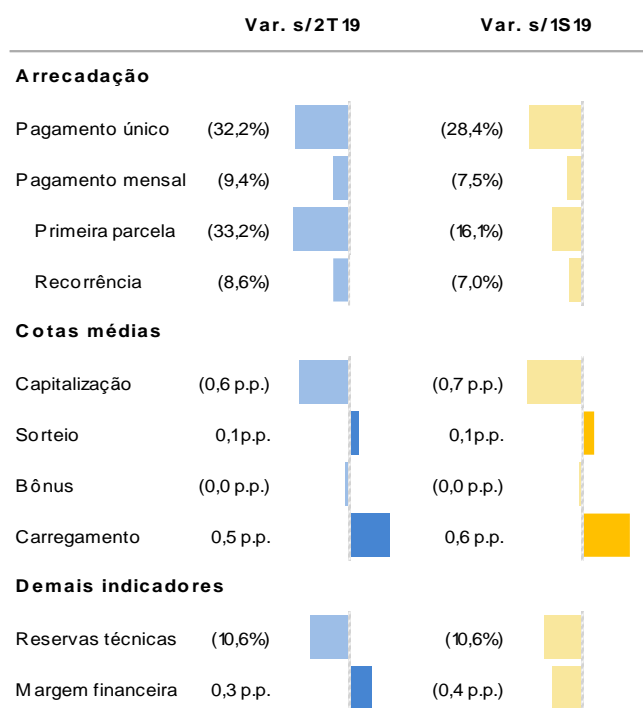 Var. s/2T19 Var. s/1S19
Arrecadação
Pagamento único (32,2%) (28,4%)
Pagamento mensal (9,4%) (7,5%)
Primeira parcela (33,2%) (16,1%)
Recorrência (8,6%) (7,0%)
Cotas médias
Capitalização (0,6 p.p.) (0,7 p.p.)
Sorteio 0,1 p.p. 0,1 p.p.
Bônus (0,0 p.p.) (0,0 p.p.)
Carregamento 0,5 p.p. 0,6 p.p.
Demais indicadores
Reservas técnicas (10,6%) (10,6%)
Margem financeira 0,3 p.p. (0,4 p.p.)